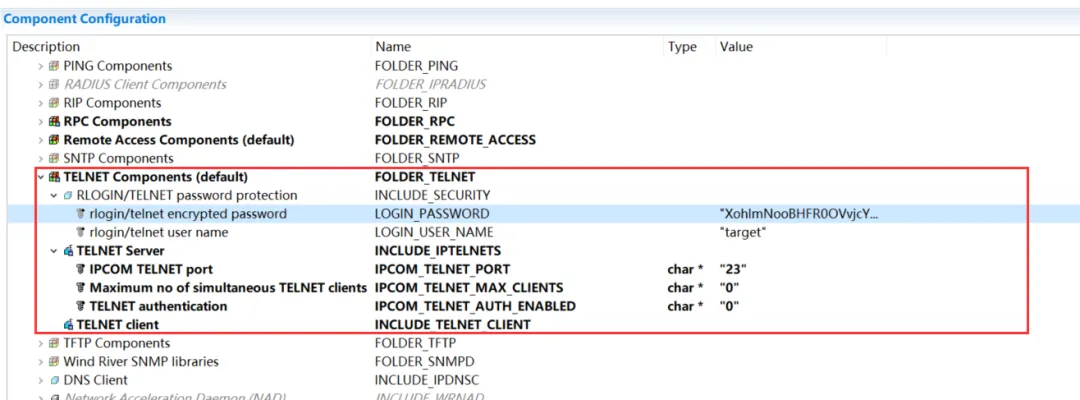 Component Configuration
Description Name Type Value
PING Components FOLDER_PING
RADIUS Client Components FOLDER_IPRADIUS
RIP Components FOLDER_RIP
RPC Components FOLDER_RPC
Remote Access Components (default) FOLDER_REMOTE_ACCESS
SNTP Components FOLDER_SNTP
TELNET Components (default) FOLDER_TELNET
RLOGIN/TELNET password protection INCLUDE_SECURITY
rlogin/telnet encrypted password LOGIN_PASSWORD "XohImNooBHFR0OVvjcY...
rlogin/telnet user name LOGIN_USER_NAME "target"
TELNET Server INCLUDE_IPTELNETS
IPCOM TELNET port IPCOM_TELNET_PORT char * "23"
Maximum no of simultaneous TELNET clients IPCOM_TELNET_MAX_CLIENTS char * "0"
TELNET authentication IPCOM_TELNET_AUTH_ENABLED char * "0"
TELNET client INCLUDE_TELNET_CLIENT
TFTP Components FOLDER_TFTP
Wind River SNMP libraries FOLDER_SNMPD
DNS Client INCLUDE_IPDNSC
Network Acceleration Daemon (NAD) INCLUDE_WRNAD